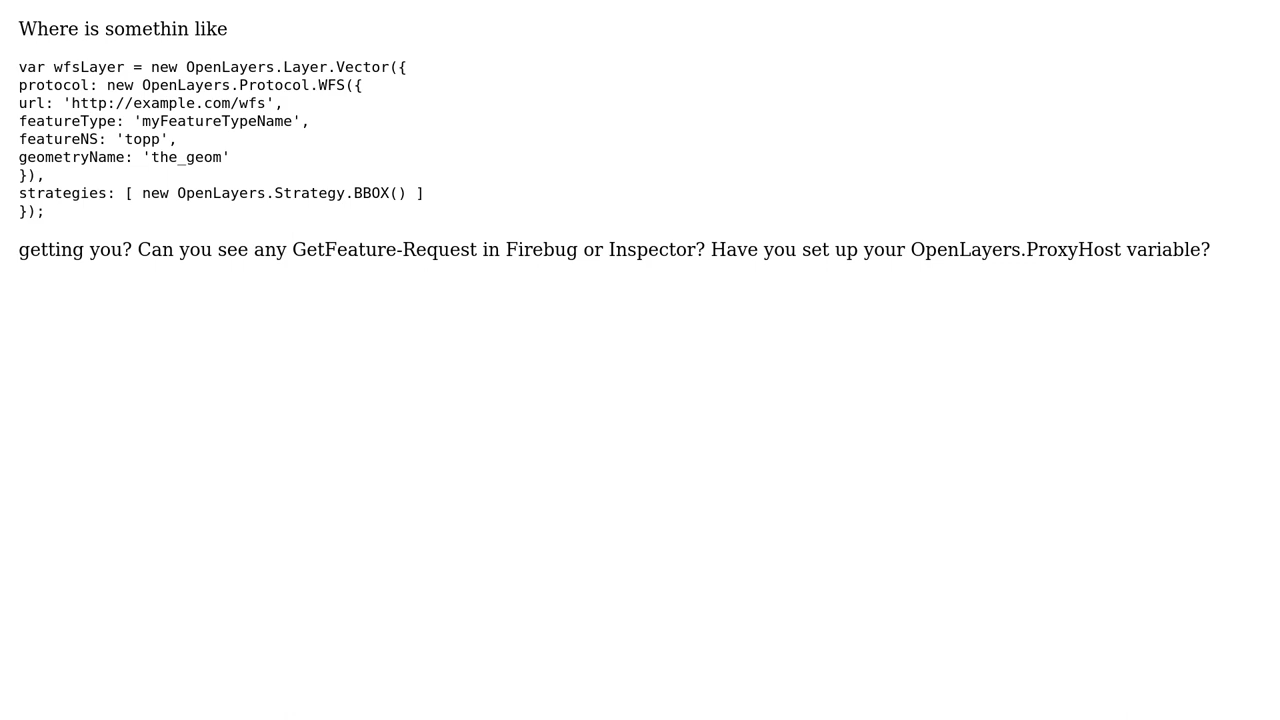 Where is somethin like
var wfsLayer = new OpenLayers.Layer.Vector({
protocol: new OpenLayers.Protocol.WFS({
url: 'http://example.com/wfs',
featureType: 'myFeatureTypeName',
featureNS: 'topp',
geometryName: 'the_geom'
}),
strategies: [ new OpenLayers.Strategy.BBOX() ]
});
getting you? Can you see any GetFeature-Request in Firebug or Inspector? Have you set up your OpenLayers.ProxyHost variable?